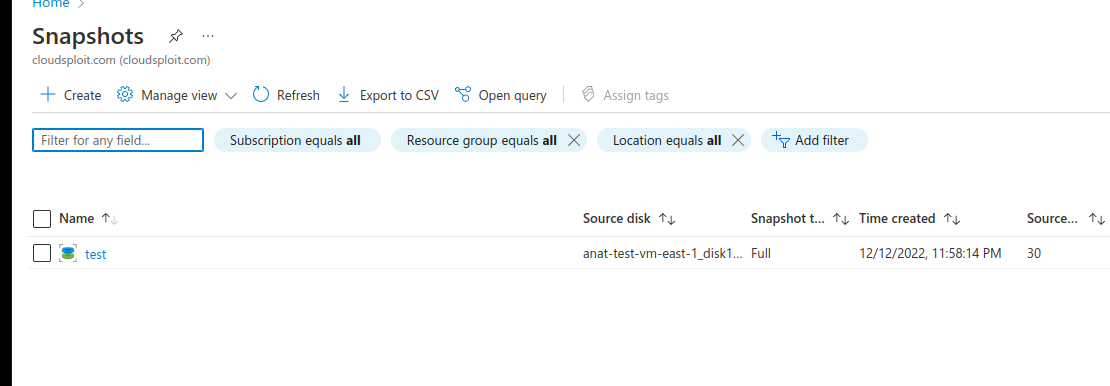 Home >
Snapshots ...
cloudsploit.com (cloudsploit.com)
Create Manage view Refresh Export to CSV Open query Assign tags
Filter for any field... Subscription equals all Resource group equals all Location equals all Add filter
Name Source disk Snapshot t... Time created Source...
test anat-test-vm-east-1_disk1... Full 12/12/2022, 11:58:14 PM 30